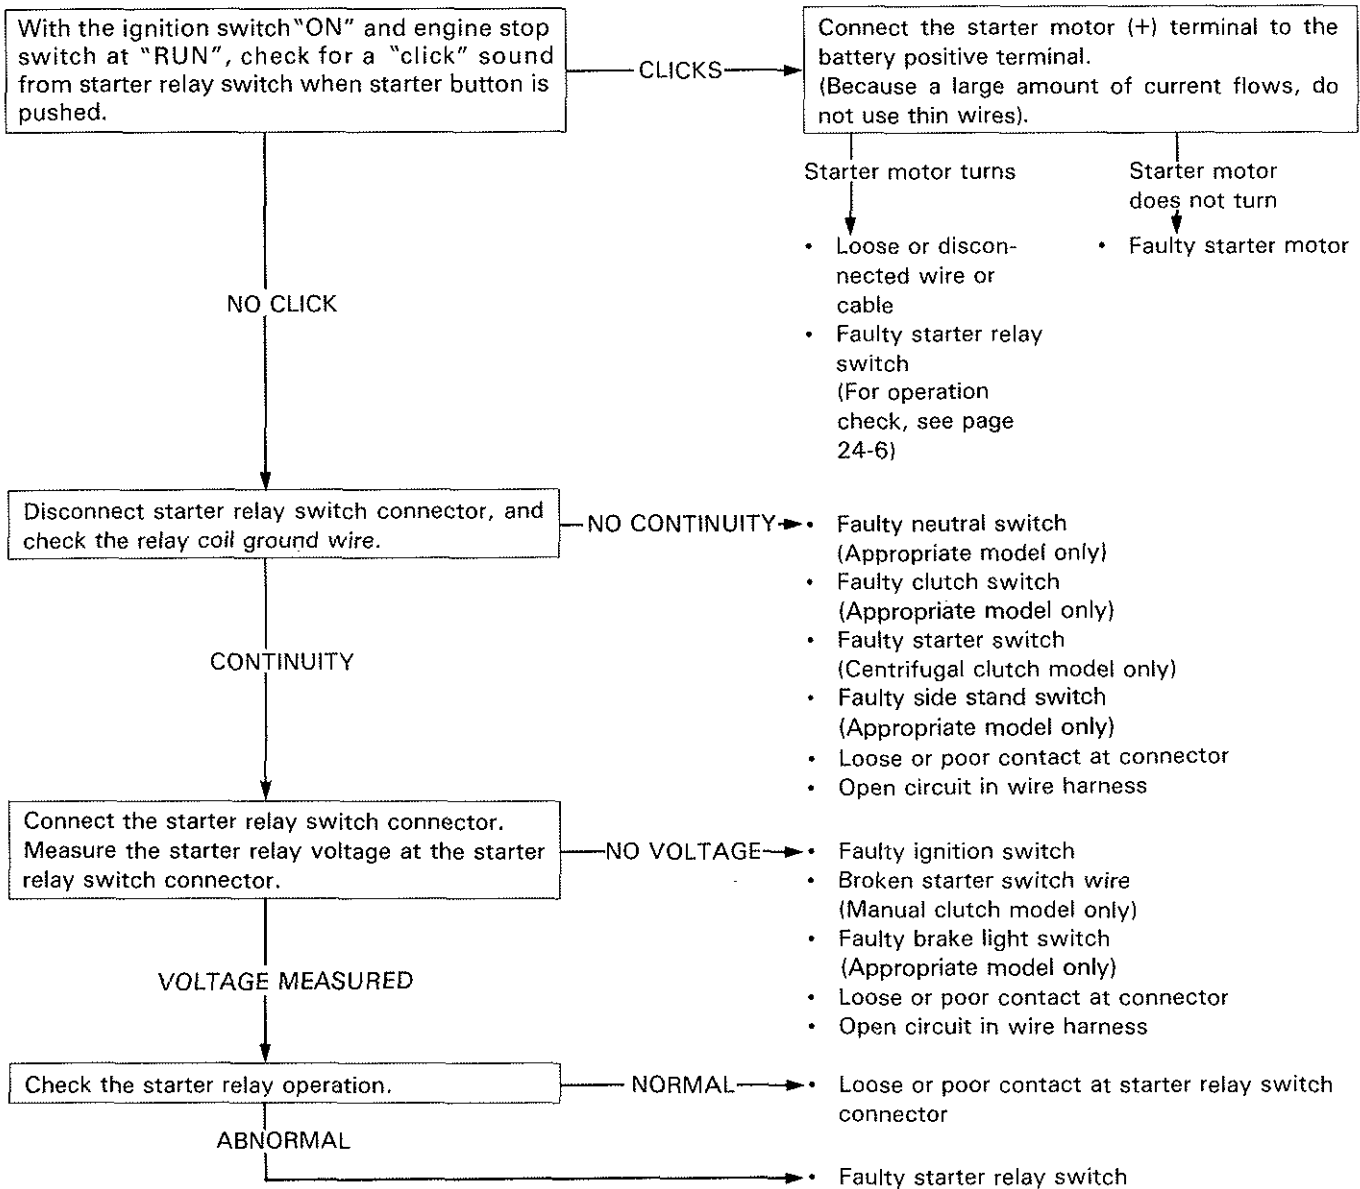 With the ignition switch "ON" and engine stop
switch at "RUN", check for a "click" sound
from starter relay switch when starter button is
pushed.
CLICKS
Connect the starter motor (+) terminal to the
battery positive terminal.
(Because a large amount of current flows, do
not use thin wires).
Starter motor turns
Starter motor
does not turn
• Loose or discon-
nected wire or
cable
• Faulty starter relay
switch
(For operation
check, see page
24-6)
• Faulty starter motor
NO CLICK
Disconnect starter relay switch connector, and
check the relay coil ground wire.
NO CONTINUITY
• Faulty neutral switch
(Appropriate model only)
• Faulty clutch switch
(Appropriate model only)
• Faulty starter switch
(Centrifugal clutch model only)
• Faulty side stand switch
(Appropriate model only)
• Loose or poor contact at connector
• Open circuit in wire harness
CONTINUITY
Connect the starter relay switch connector.
Measure the starter relay voltage at the starter
relay switch connector.
NO VOLTAGE
• Faulty ignition switch
• Broken starter switch wire
(Manual clutch model only)
• Faulty brake light switch
(Appropriate model only)
• Loose or poor contact at connector
• Open circuit in wire harness
VOLTAGE MEASURED
Check the starter relay operation.
NORMAL
• Loose or poor contact at starter relay switch
connector
ABNORMAL
• Faulty starter relay switch